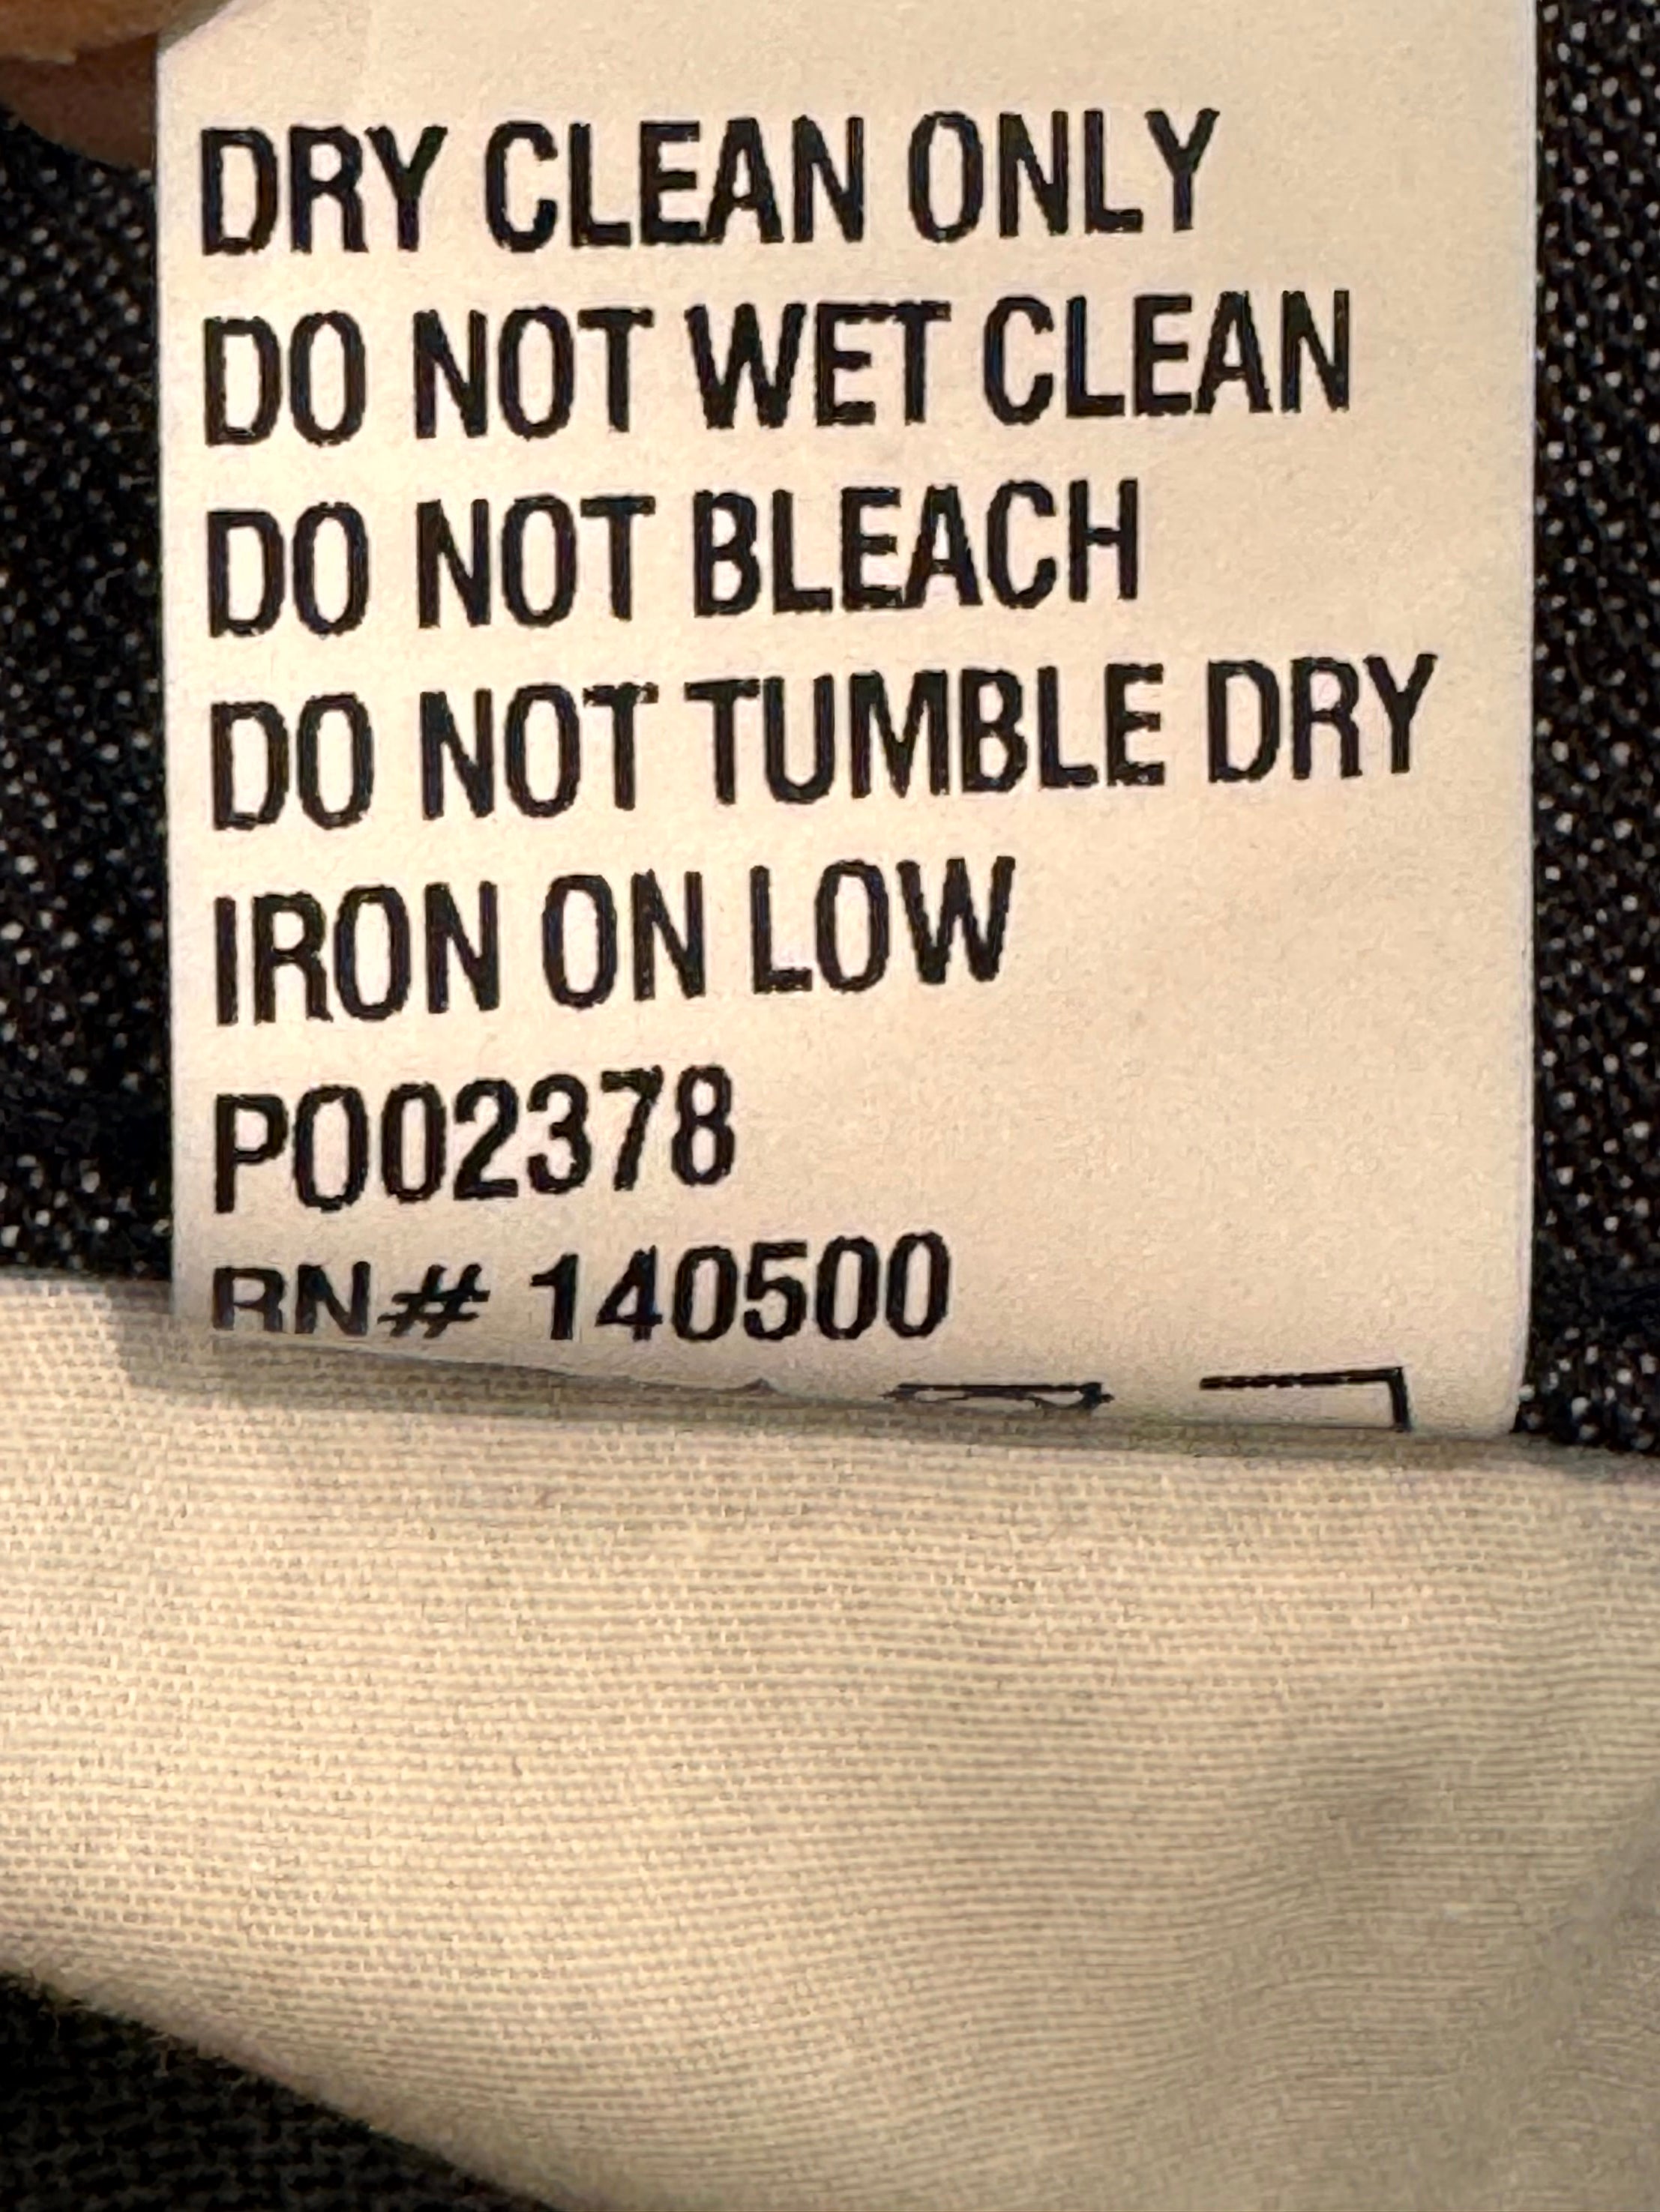 DRY CLEAN ONLY
DO NOT WET CLEAN
DO NOT BLEACH
DO NOT TUMBLE DRY
IRON ON LOW
PO02378
RN# 140500